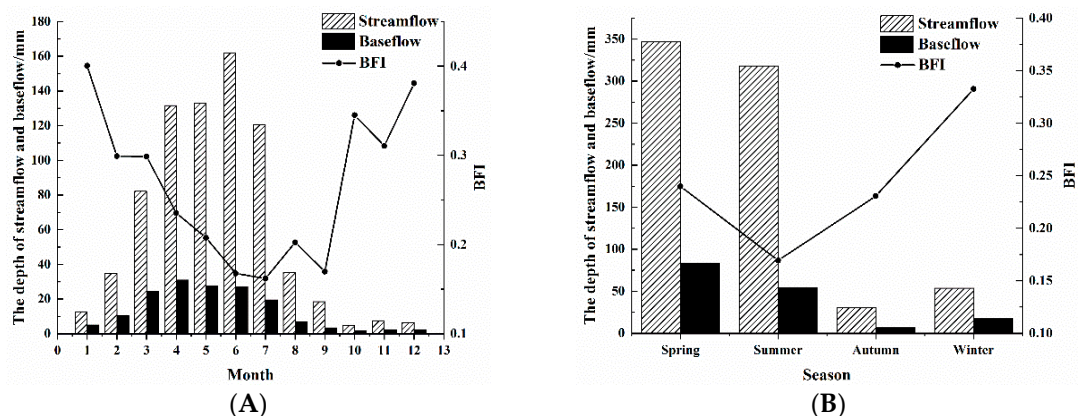 The depth of streamflow and baseflow/mm
180
160
140
120
100
80
60
40
20
0
Streamflow
Baseflow
BFI
0.4
0.3
0.2
0.1
BFI
0 1 2 3 4 5 6 7 8 9 10 11 12 13
Month
(A)
The depth of streamflow and baseflow/mm
350
300
250
200
150
100
50
0
Streamflow
Baseflow
BFI
0.40
0.35
0.30
0.25
0.20
0.15
0.10
BFI
Spring Summer Autumn Winter
Season
(B)